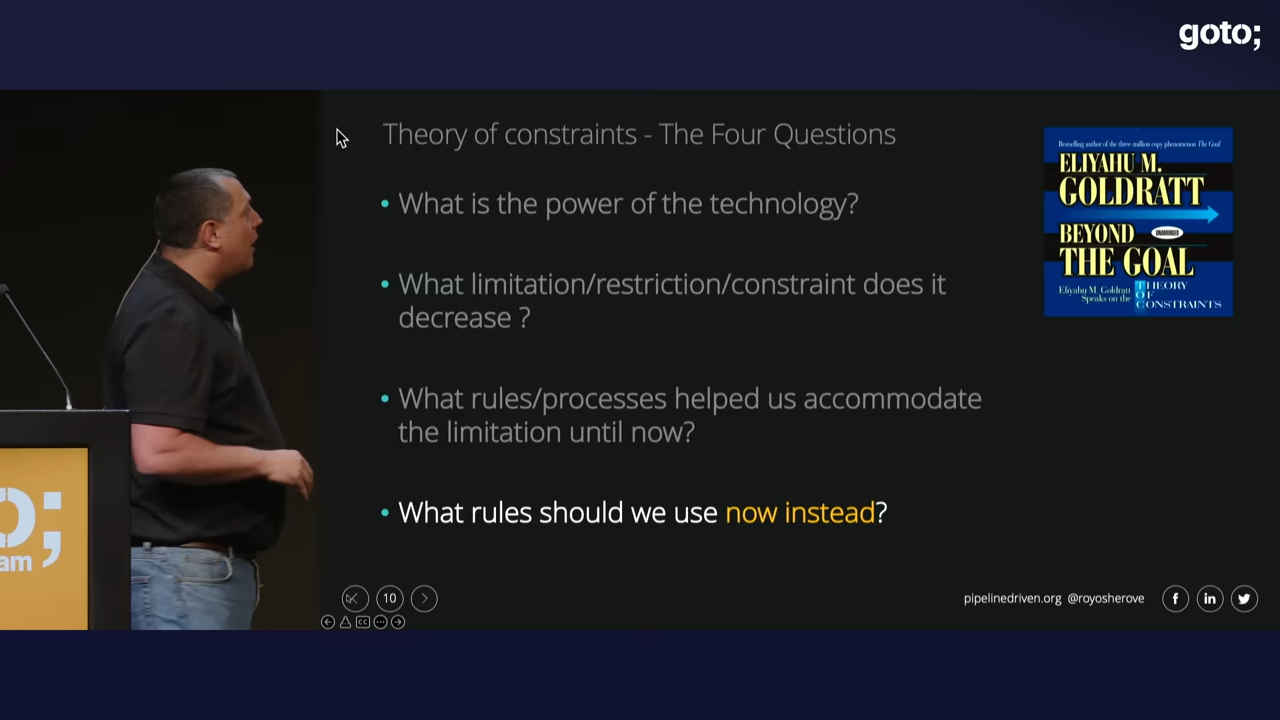 goto;
Theory of constraints - The Four Questions
• What is the power of the technology?
• What limitation/restriction/constraint does it
decrease ?
• What rules/processes helped us accommodate
the limitation until now?
• What rules should we use now instead?
Bestselling author of the three-million copy phenomenon The Goal
ELIYAHU M.
GOLDRATT
BEYOND
UNABRIDGED
THE GOAL
Eliyahu M. Goldratt
Speaks on the
THEORY
OF
CONSTRAINTS
o;
am
10
pipelinedriven.org @royosherove
f
in
CC